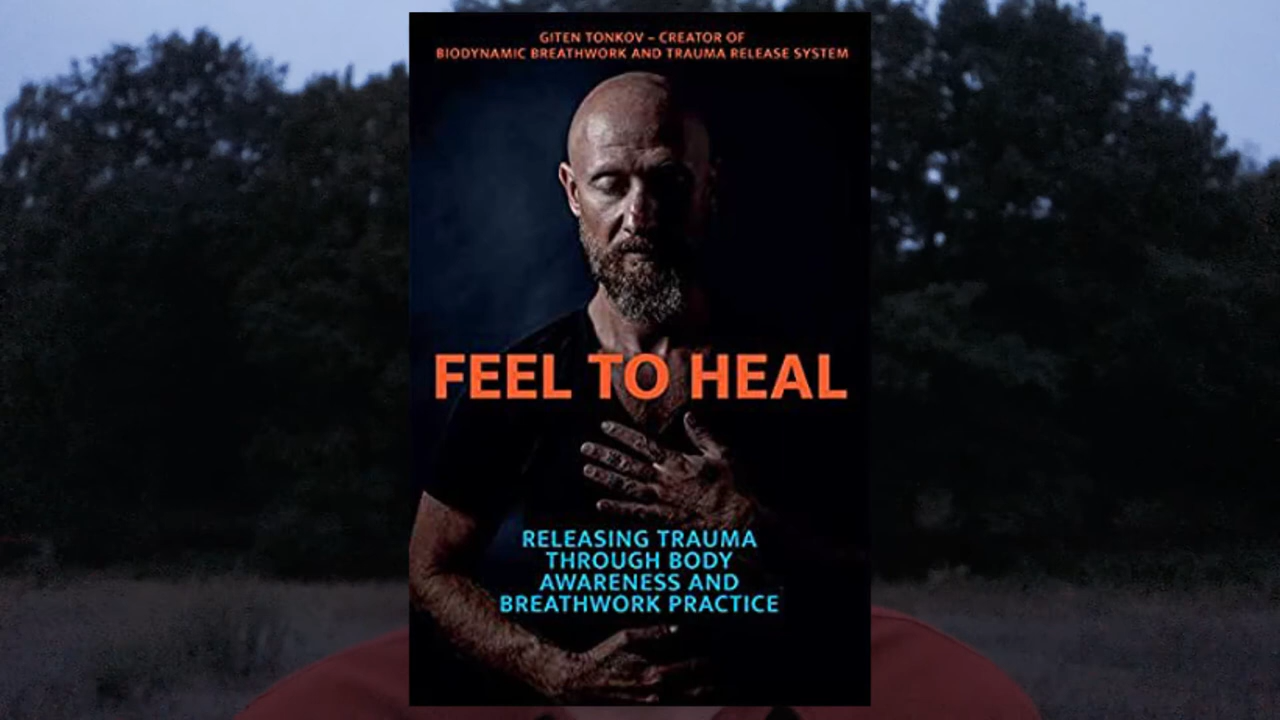 GITEN TONKOV – CREATOR OF
BIODYNAMIC BREATHWORK AND TRAUMA RELEASE SYSTEM
FEEL TO HEAL
RELEASING TRAUMA
THROUGH BODY
AWARENESS AND
BREATHWORK PRACTICE